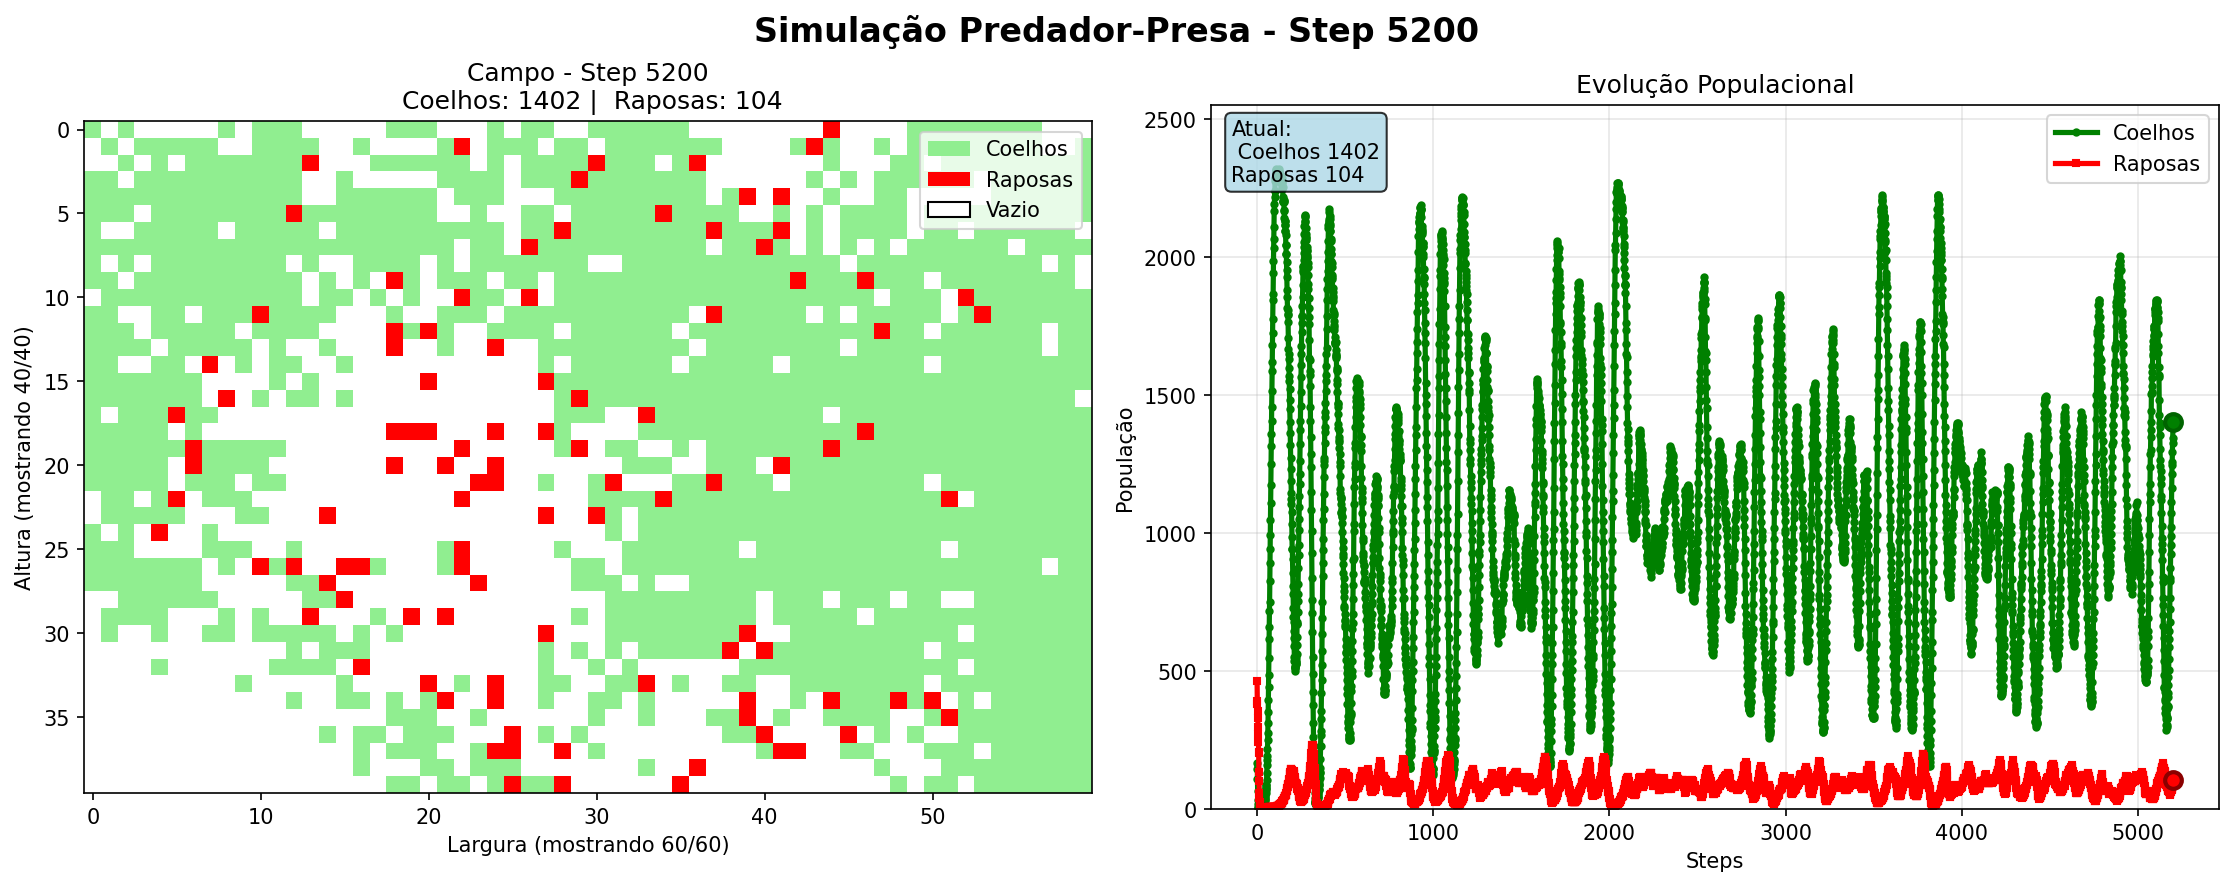 Simulação Predador-Presa - Step 5200
Campo - Step 5200
Coelhos: 1402 |  Raposas: 104
Coelhos
Raposas
Vazio
0
5
10
15
20
25
30
35
Altura (mostrando 40/40)
0
10
20
30
40
50
Largura (mostrando 60/60)
Evolução Populacional
Atual:
Coelhos 1402
Raposas 104
Coelhos
Raposas
2500
2000
1500
1000
500
0
População
0
1000
2000
3000
4000
5000
Steps